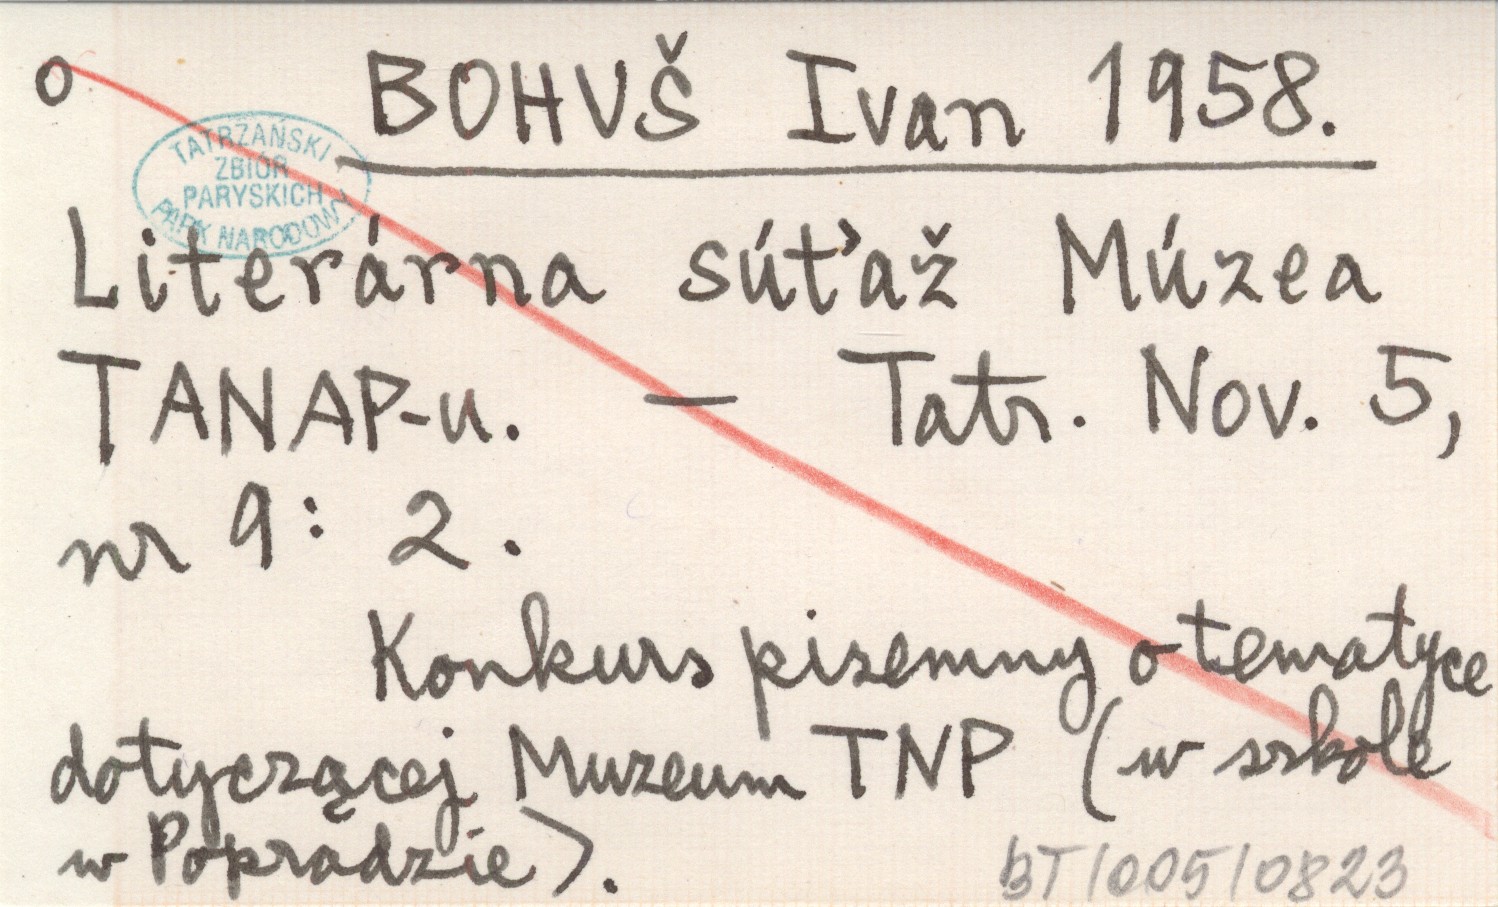 o BOHUŠ Ivan 1958.
TATRZAŃSKI
ZBIÓR
PARYSKICH
PARK NARODOWY
Literárna súťaž Múzea
TANAP-u. — Tatr. Nov. 5,
nr 9: 2.
Konkurs pisemny o tematyce
dotyczącej Muzeum TNP (w szkole
w Popradzie).
BT/005/0823